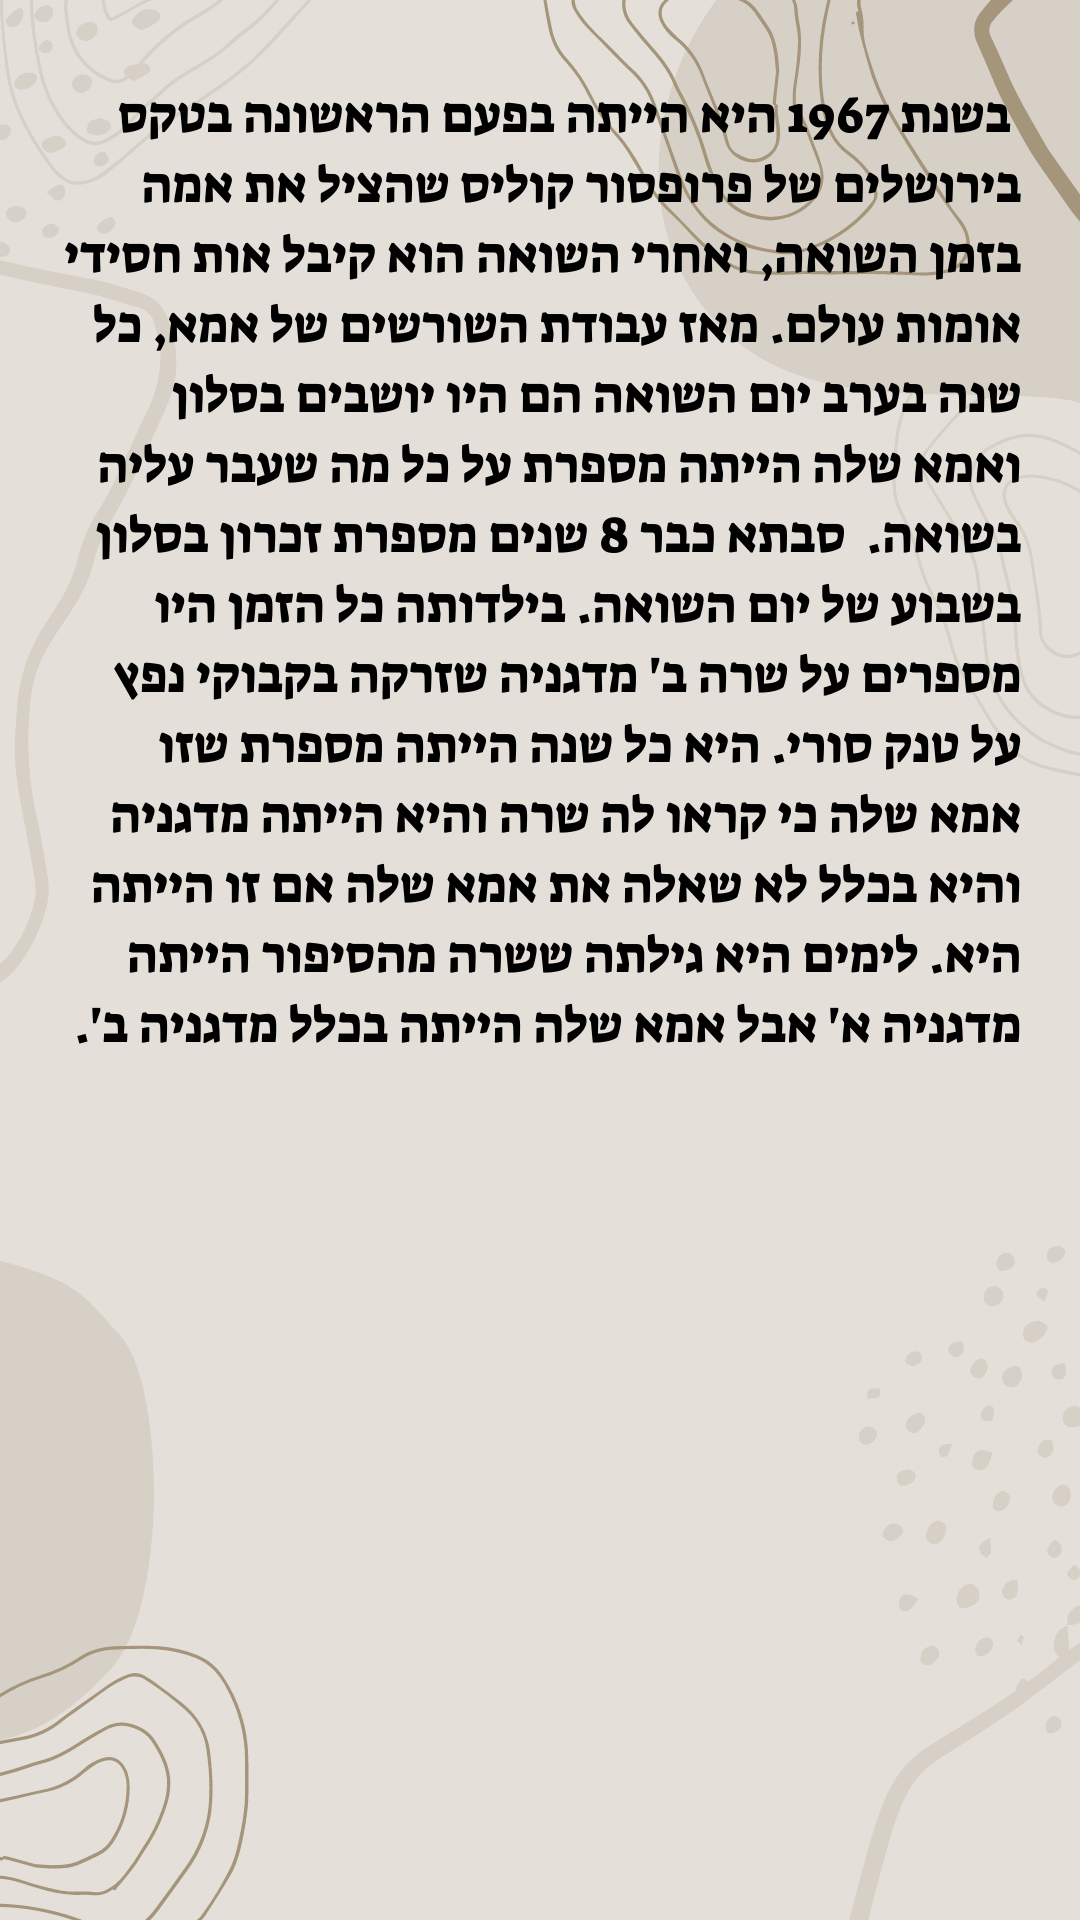 בשנת 1967 היא הייתה בפעם הראשונה בטקס
בירושלים של פרופסור קוליס שהציל את אמה
בזמן השואה, ואחרי השואה הוא קיבל אות חסידי
אומות עולם. מאז עבודת השורשים של אמא, כל
שנה בערב יום השואה הם היו יושבים בסלון
ואמא שלה הייתה מספרת על כל מה שעבר עליה
בשואה.  סבתא כבר 8 שנים מספרת זכרון בסלון
בשבוע של יום השואה. בילדותה כל הזמן היו
מספרים על שרה ב' מדגניה שזרקה בקבוקי נפץ
על טנק סורי. היא כל שנה הייתה מספרת שזו
אמא שלה כי קראו לה שרה והיא הייתה מדגניה
והיא בכלל לא שאלה את אמא שלה אם זו הייתה
היא. לימים היא גילתה ששרה מהסיפור הייתה
מדגניה א' אבל אמא שלה הייתה בכלל מדגניה ב'.